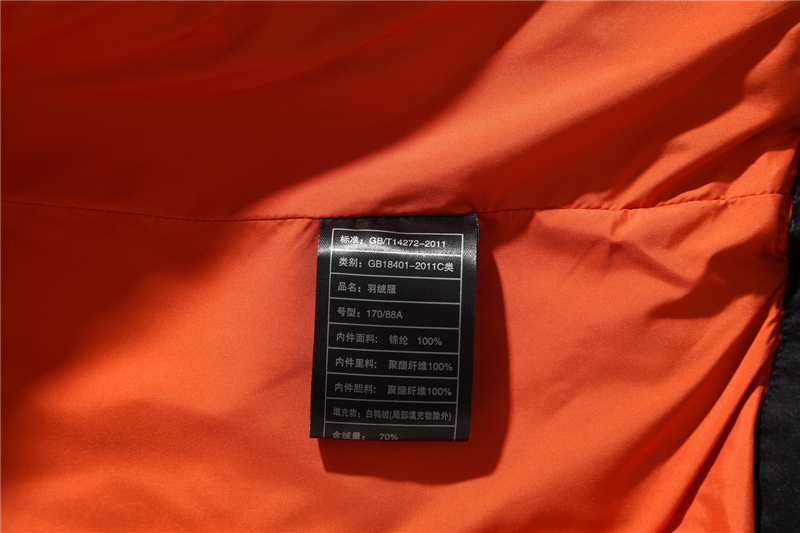 标准：GB/T14272-2011
类别：GB18401-2011C类
品名：羽绒服
号型：170/88A
内件面料：锦纶 100%
内件里料：聚酯纤维100%
内件胆料：聚酯纤维100%
填充物：白鸭绒(局部填充物除外)
含绒量：70%